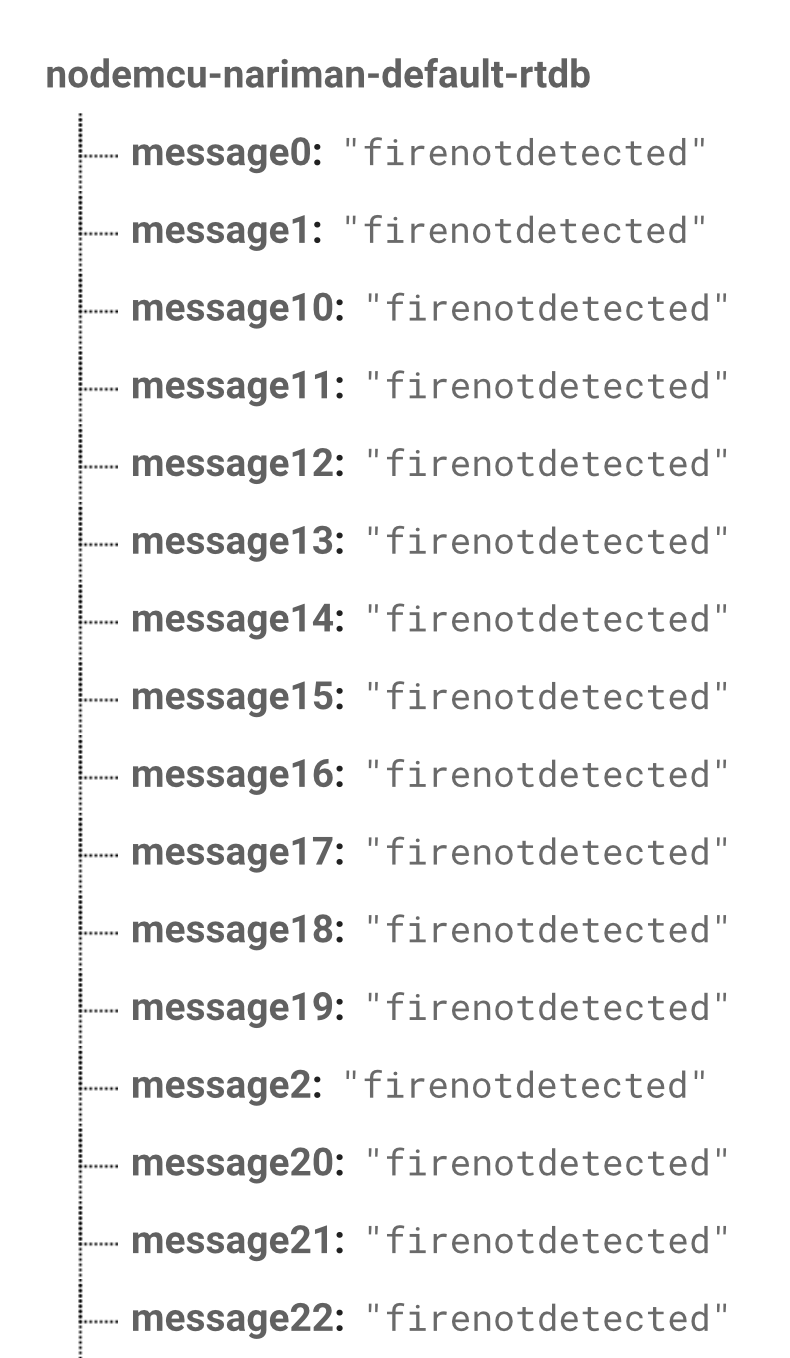 nodemcu-nariman-default-rtdb
message0: "firenotdetected"
message1: "firenotdetected"
message10: "firenotdetected"
message11: "firenotdetected"
message12: "firenotdetected"
message13: "firenotdetected"
message14: "firenotdetected"
message15: "firenotdetected"
message16: "firenotdetected"
message17: "firenotdetected"
message18: "firenotdetected"
message19: "firenotdetected"
message2: "firenotdetected"
message20: "firenotdetected"
message21: "firenotdetected"
message22: "firenotdetected"